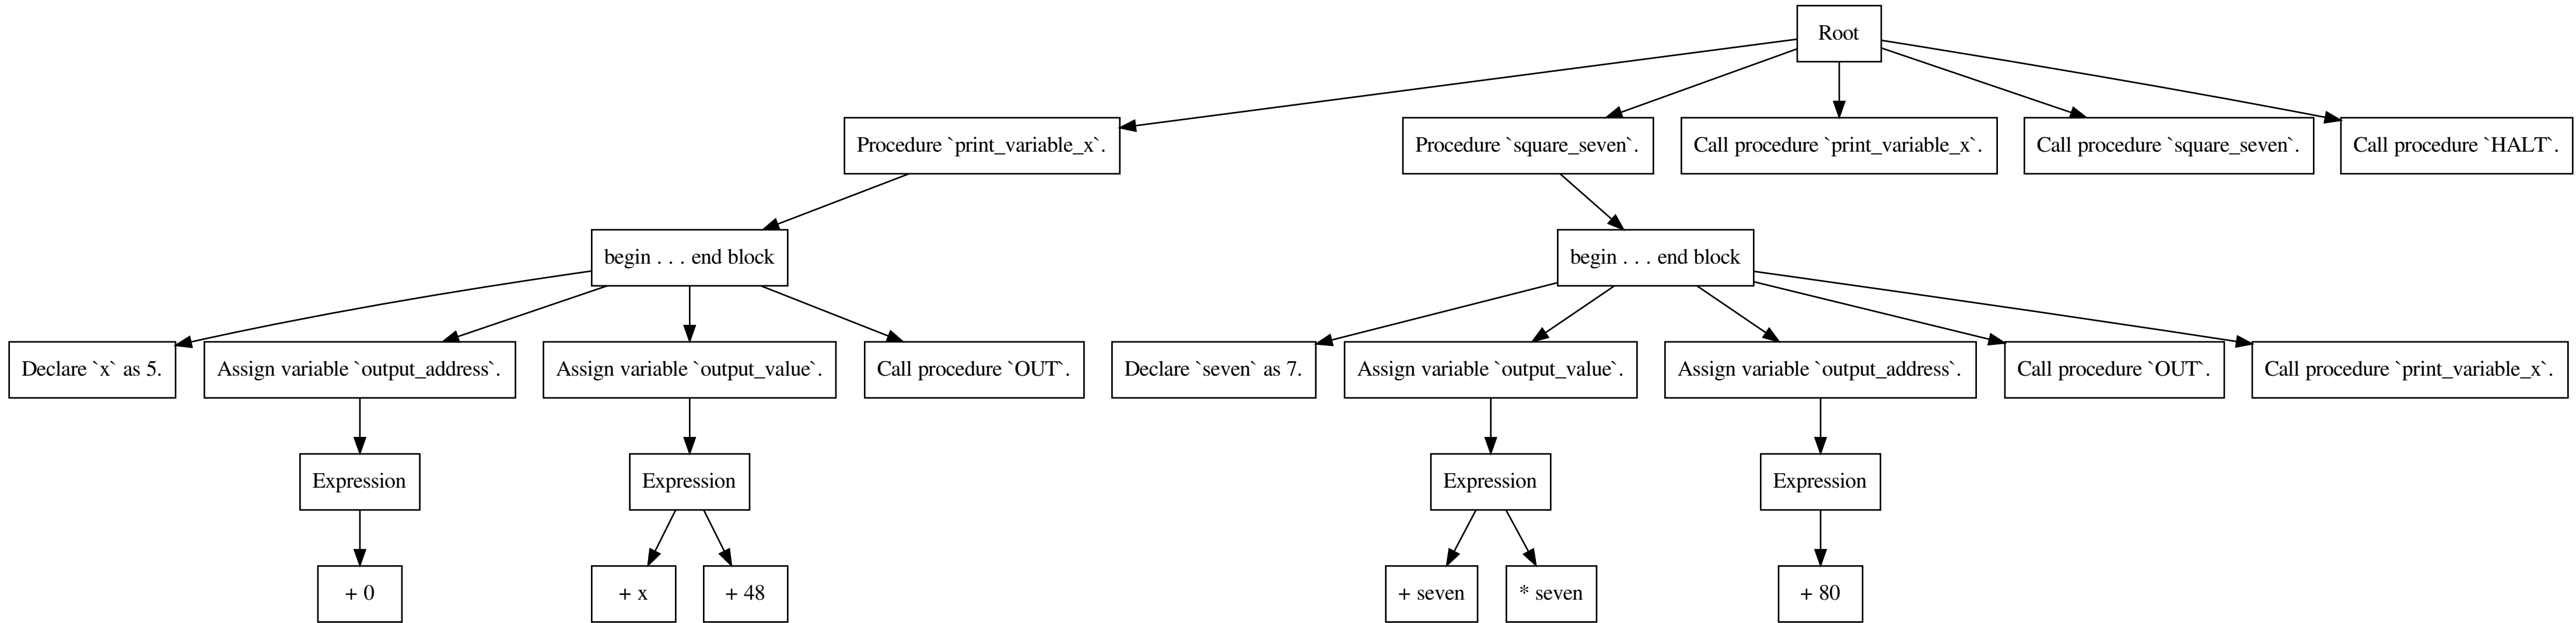 Root
Procedure `print_variable_x`.
Procedure `square_seven`.
Call procedure `print_variable_x`.
Call procedure `square_seven`.
Call procedure `HALT`.
begin . . . end block
begin . . . end block
Declare `x` as 5.
Assign variable `output_address`.
Assign variable `output_value`.
Call procedure `OUT`.
Declare `seven` as 7.
Assign variable `output_value`.
Assign variable `output_address`.
Call procedure `OUT`.
Call procedure `print_variable_x`.
Expression
Expression
Expression
Expression
+ 0
+ x
+ 48
+ seven
* seven
+ 80